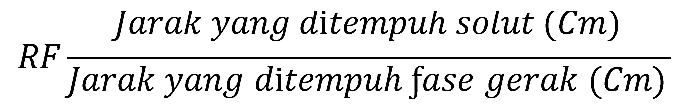 Jarak yang ditempuh solut (Cm)
RF
Jarak yang ditempuh fase gerak (Cm)